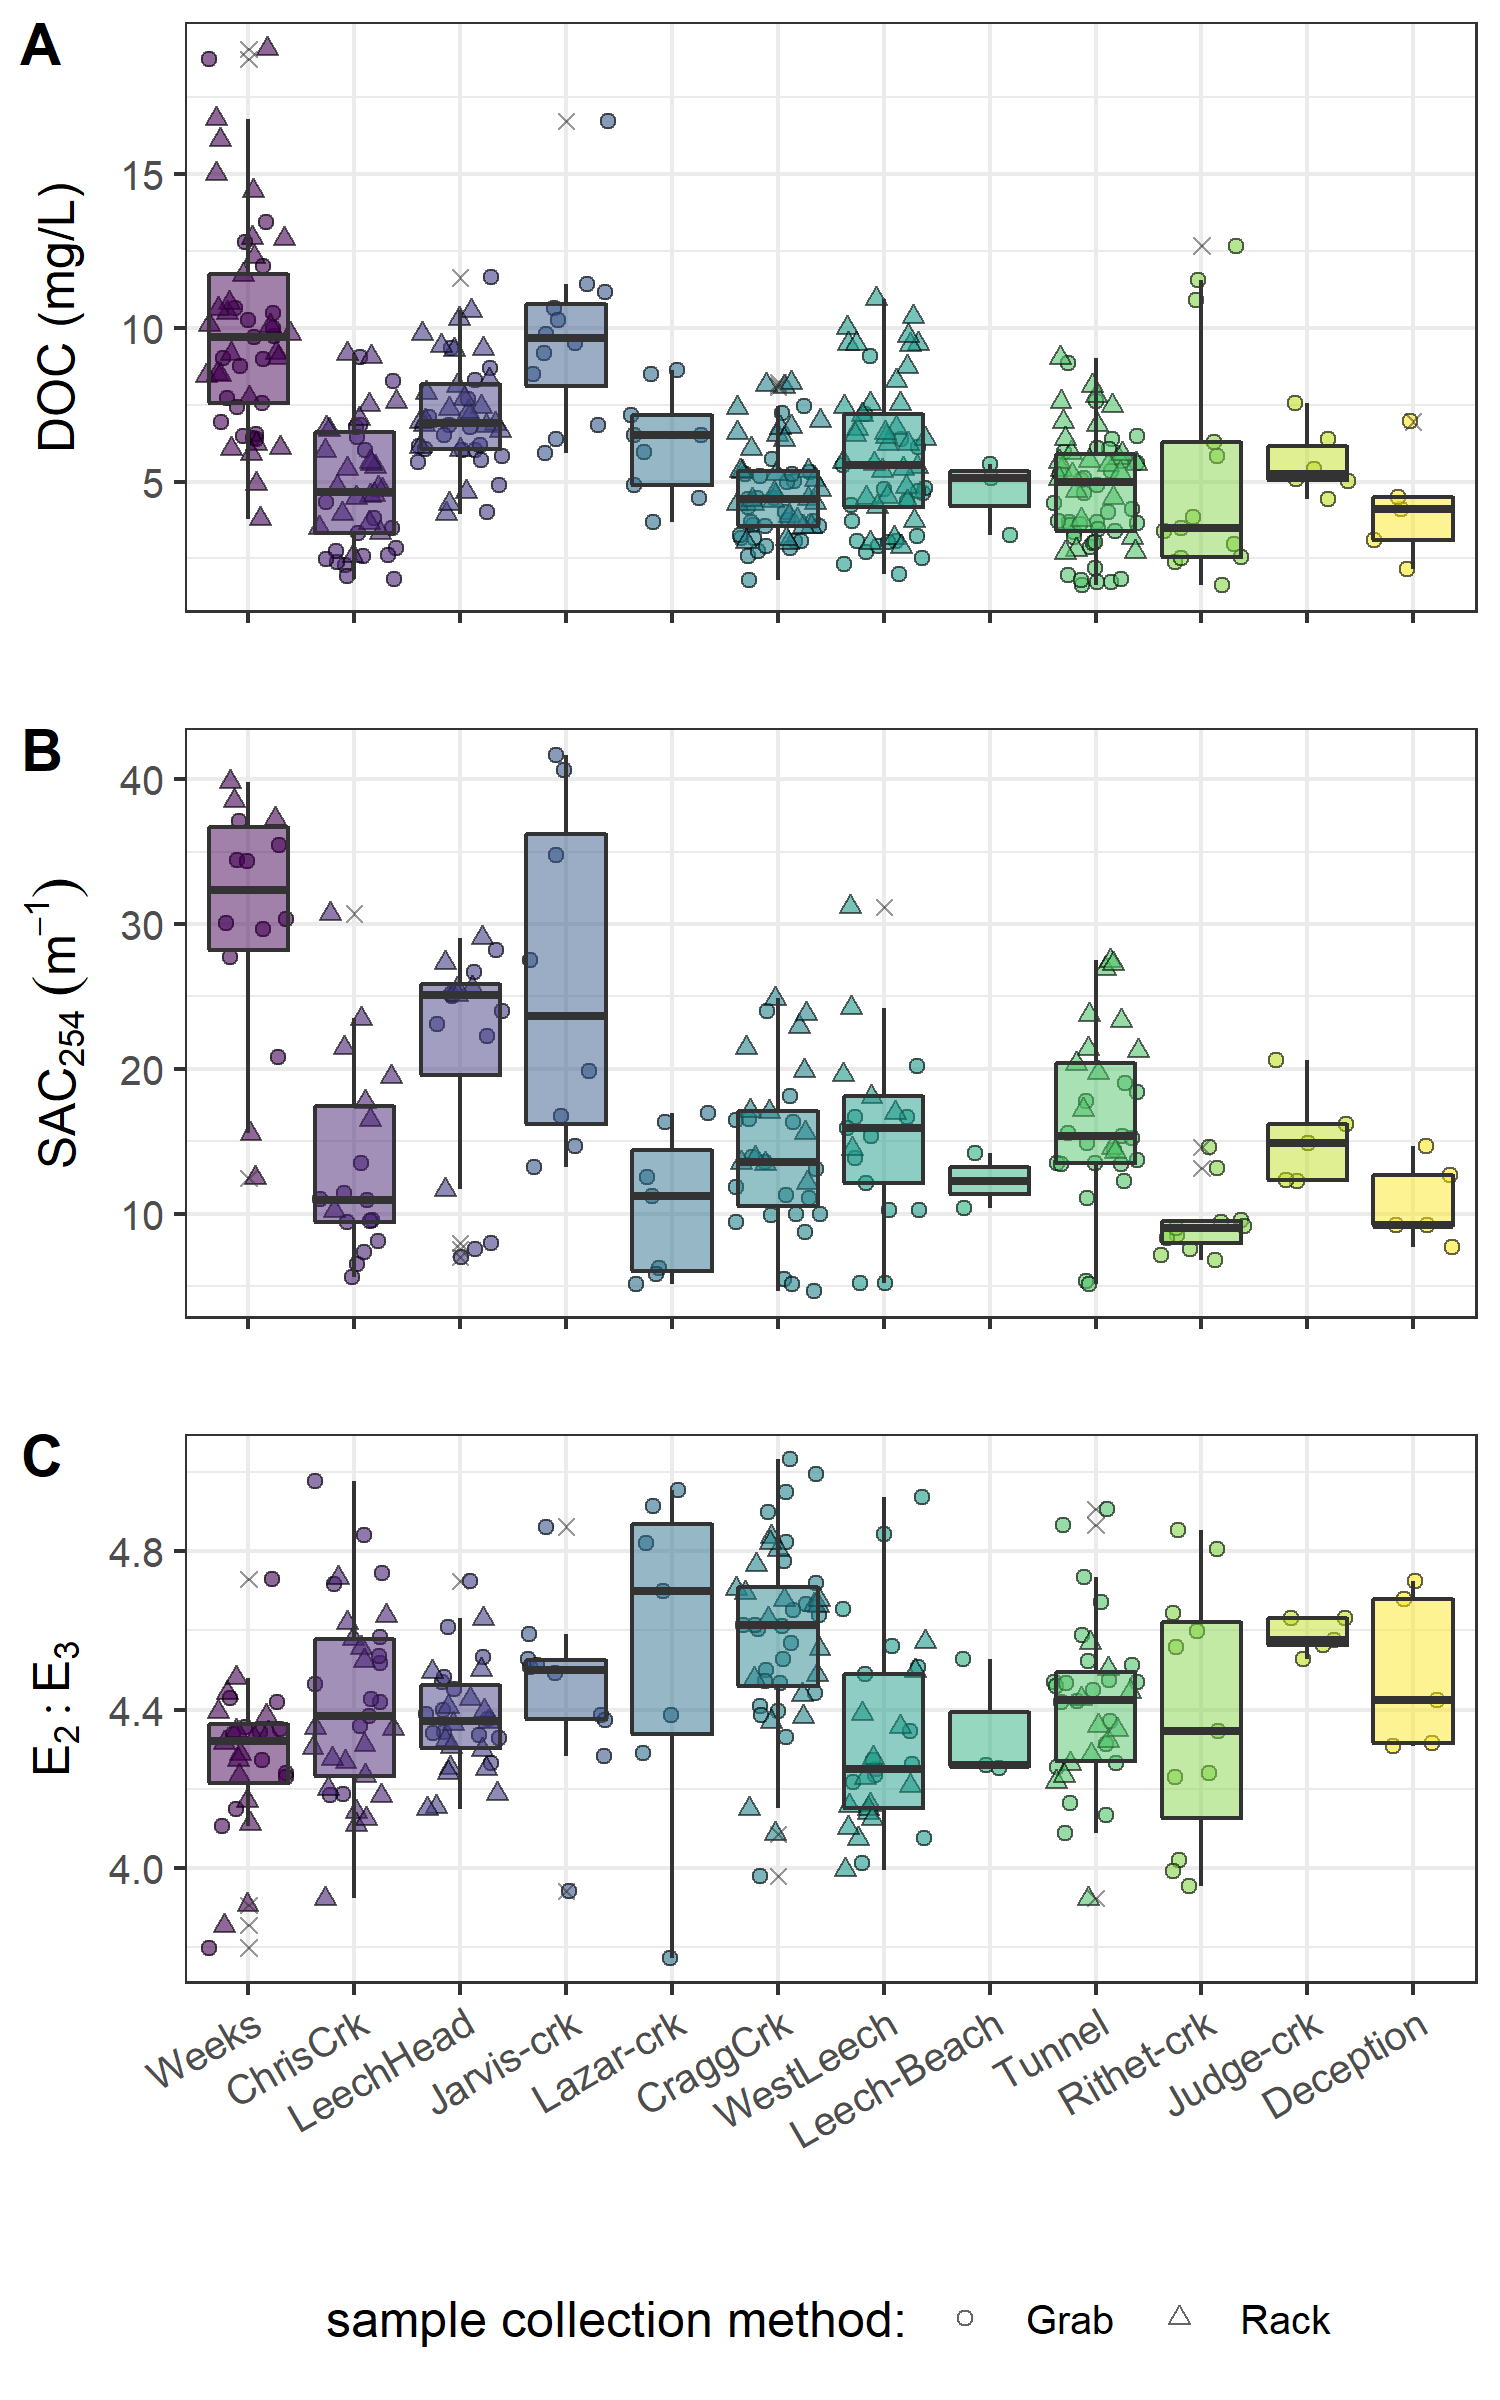 A
DOC (mg/L)
15
10
5
B
SAC₂₅₄ (m⁻¹)
40
30
20
10
C
E₂ : E₃
4.8
4.4
4.0
Weeks
ChrisCrk
LeechHead
Jarvis-crk
Lazar-crk
CraggCrk
WestLeech
Leech-Beach
Tunnel
Rithet-crk
Judge-crk
Deception
sample collection method: Grab Rack